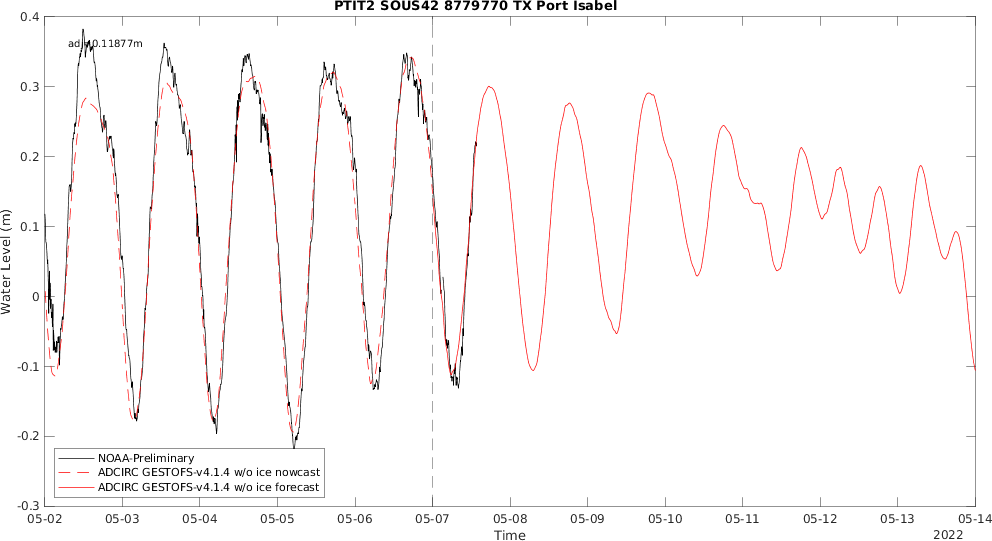 PTIT2 SOUS42 8779770 TX Port Isabel
0.4
adj=0.11877m
0.3
0.2
0.1
0
-0.1
-0.2
-0.3
Water Level (m)
NOAA-Preliminary
ADCIRC GESTOFS-v4.1.4 w/o ice nowcast
ADCIRC GESTOFS-v4.1.4 w/o ice forecast
05-02 05-03 05-04 05-05 05-06 05-07 05-08 05-09 05-10 05-11 05-12 05-13 05-14
Time
2022